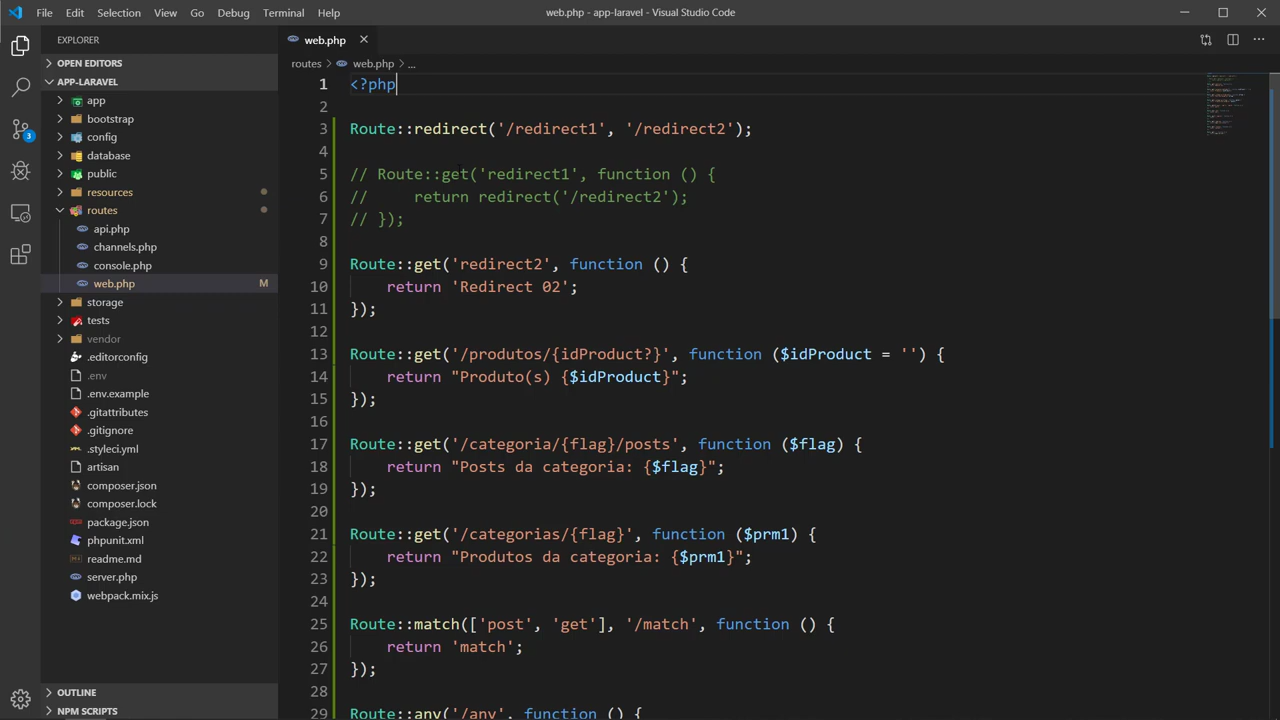 File Edit Selection View Go Debug Terminal Help
web.php - app-laravel - Visual Studio Code
EXPLORER
OPEN EDITORS
APP-LARAVEL
app
bootstrap
config
database
public
resources
routes
api.php
channels.php
console.php
web.php M
storage
tests
vendor
.editorconfig
.env
.env.example
.gitattributes
.gitignore
.styleci.yml
artisan
composer.json
composer.lock
package.json
phpunit.xml
readme.md
server.php
webpack.mix.js
OUTLINE
NPM SCRIPTS
3
web.php
routes > web.php > ...
1 <?php
2
3 Route::redirect('/redirect1', '/redirect2');
4
5 // Route::get('redirect1', function () {
6 //     return redirect('/redirect2');
7 // });
8
9 Route::get('redirect2', function () {
10     return 'Redirect 02';
11 });
12
13 Route::get('/produtos/{idProduct?}', function ($idProduct = '') {
14     return "Produto(s) {$idProduct}";
15 });
16
17 Route::get('/categoria/{flag}/posts', function ($flag) {
18     return "Posts da categoria: {$flag}";
19 });
20
21 Route::get('/categorias/{flag}', function ($prm1) {
22     return "Produtos da categoria: {$prm1}";
23 });
24
25 Route::match(['post', 'get'], '/match', function () {
26     return 'match';
27 });
28
29 Route::any('/any', function () {